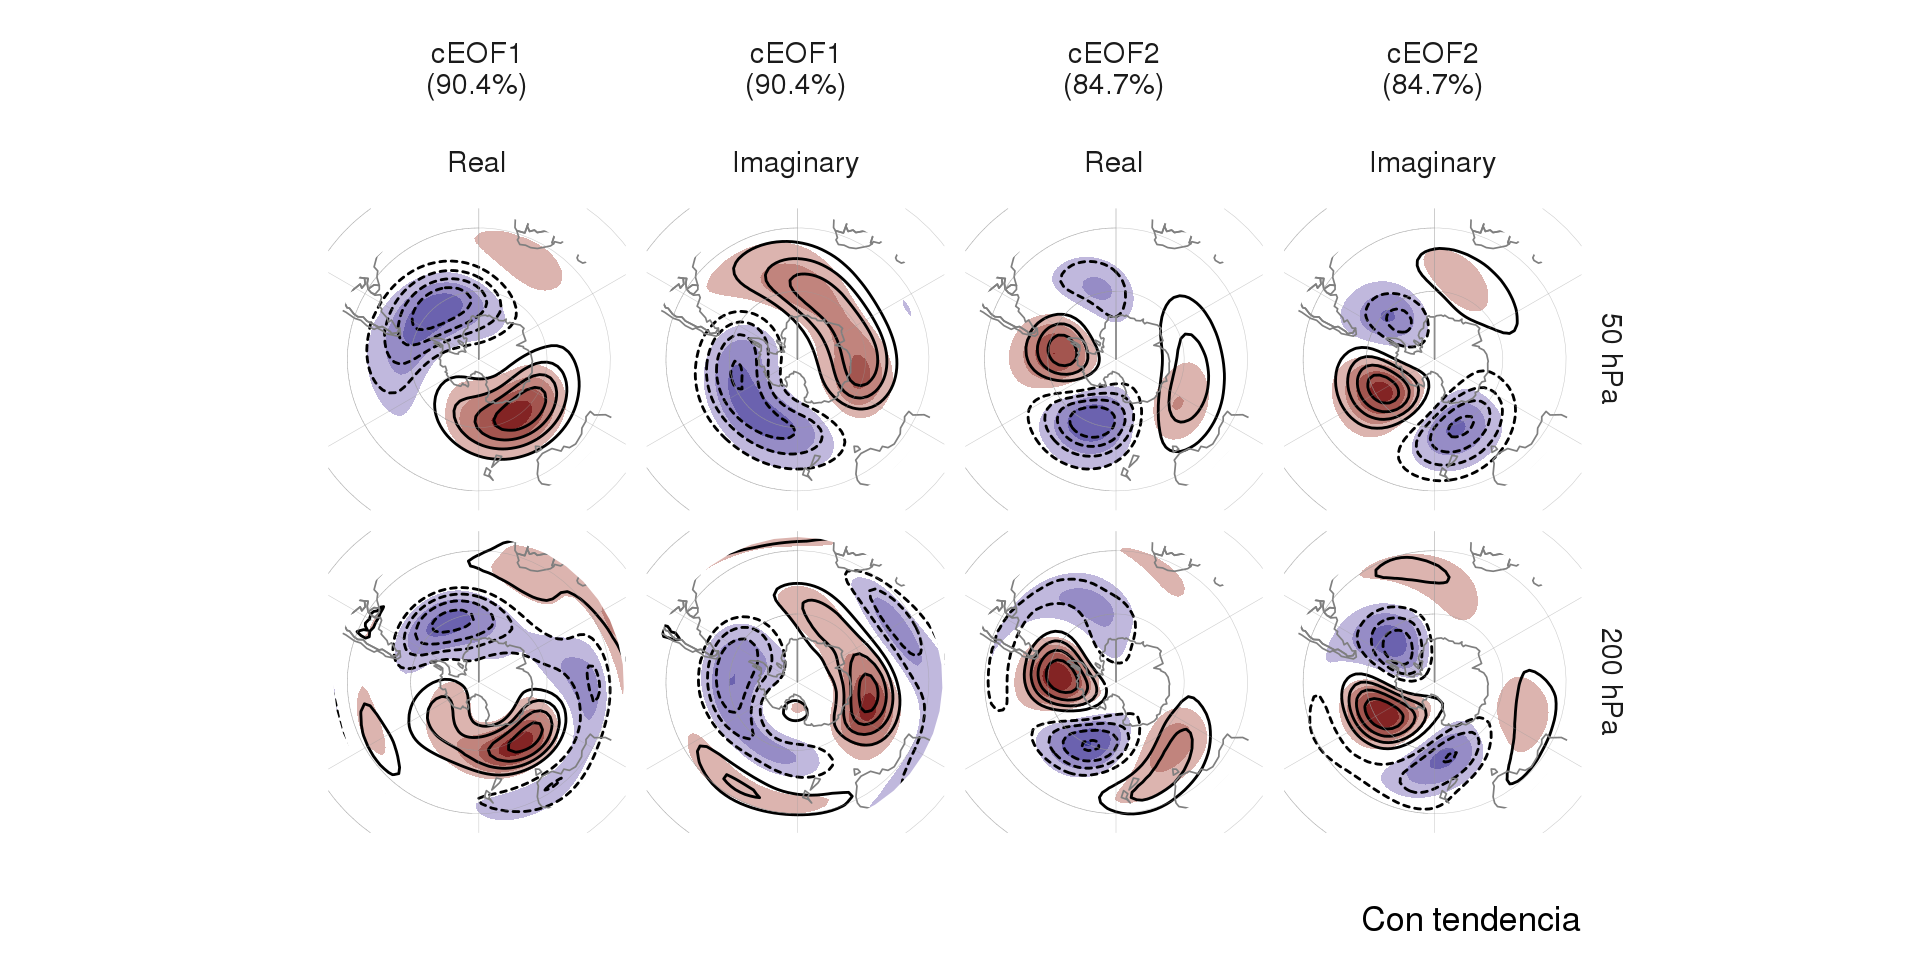 cEOF1 cEOF1 cEOF2 cEOF2
(90.4%) (90.4%) (84.7%) (84.7%)
Real Imaginary Real Imaginary
50 hPa
200 hPa
Con tendencia